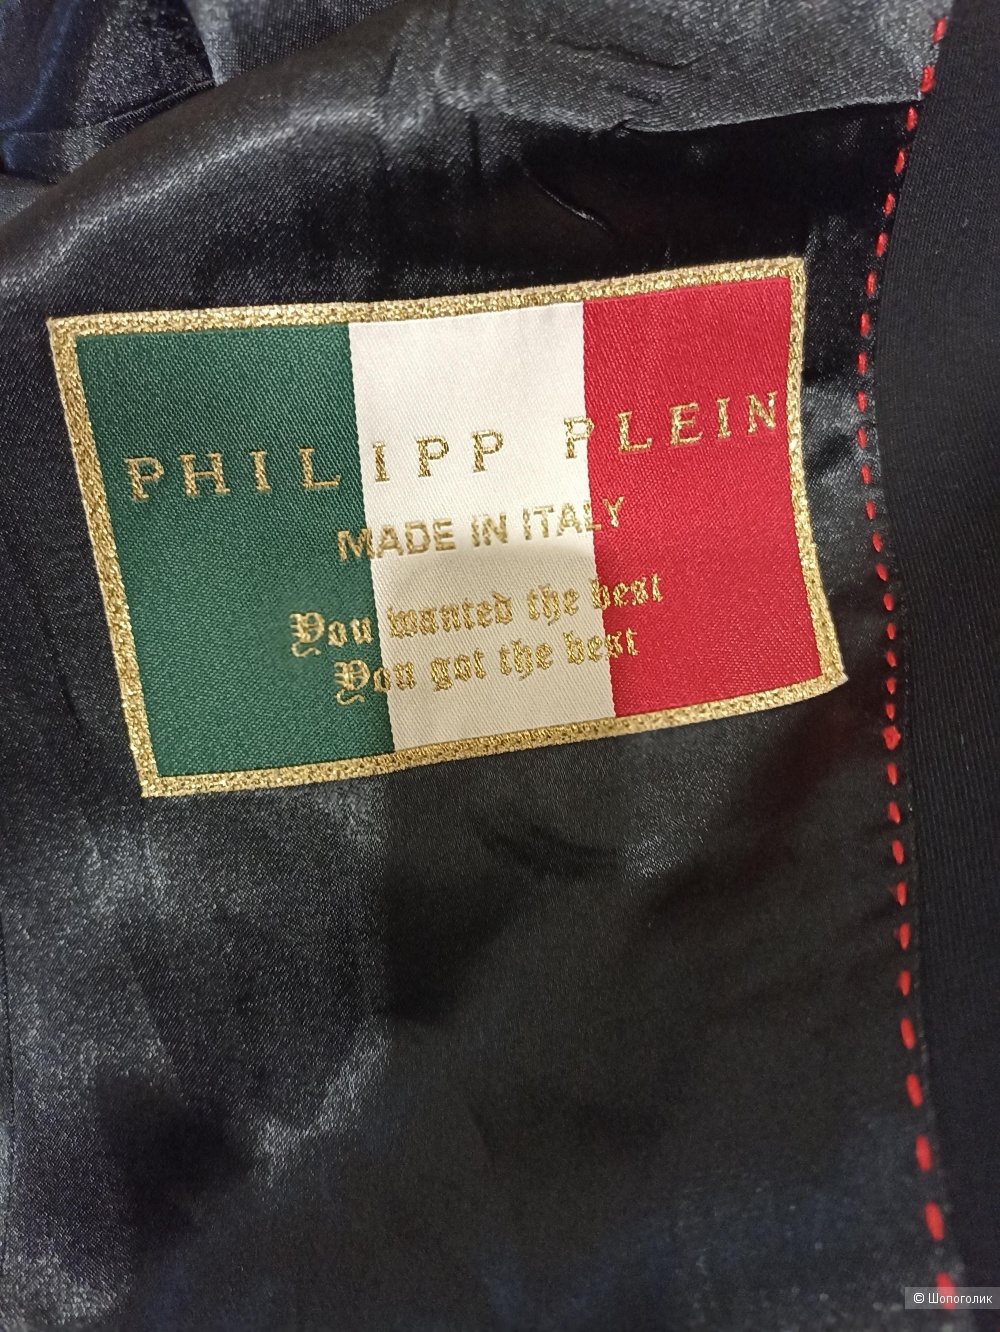 PHILIPP PLEIN
MADE IN ITALY
You wanted the best
You got the best
© Шопоголик